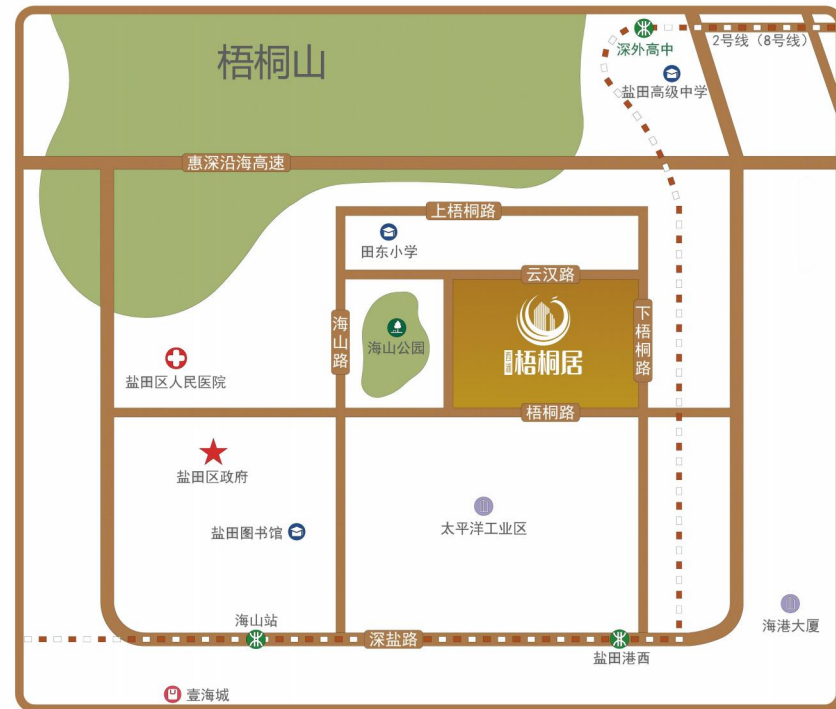 深外高中
2号线（8号线）
梧桐山
盐田高级中学
惠深沿海高速
上梧桐路
田东小学
云汉路
海山路
海山公园
梧桐居
下梧桐路
盐田区人民医院
梧桐路
盐田区政府
盐田图书馆
太平洋工业区
海山站
深盐路
盐田港西
海港大厦
壹海城